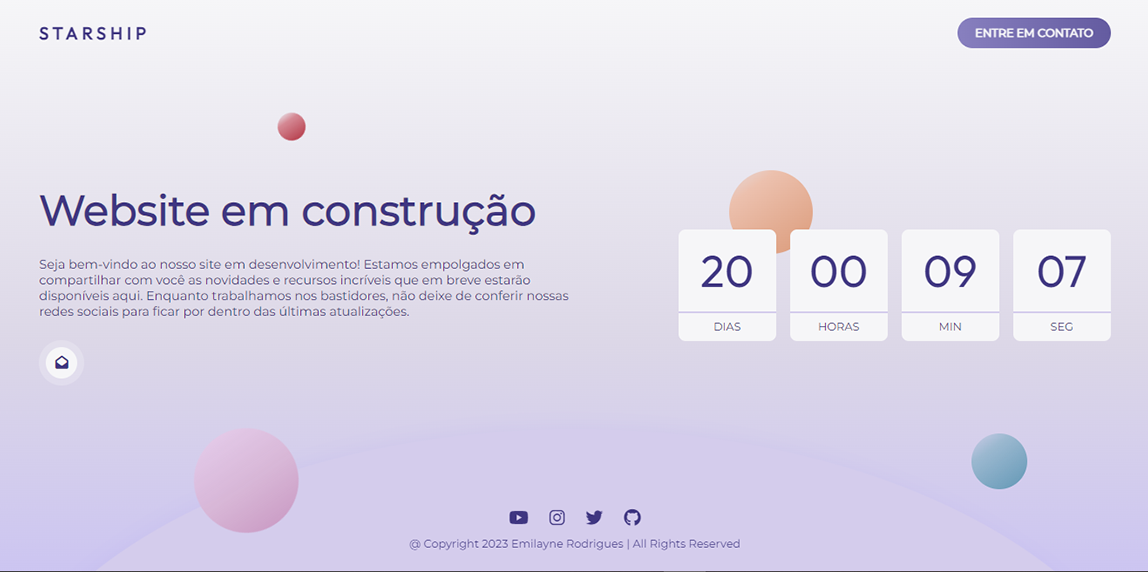 STARSHIP
ENTRE EM CONTATO
Website em construção
Seja bem-vindo ao nosso site em desenvolvimento! Estamos empolgados em
compartilhar com você as novidades e recursos incríveis que em breve estarão
disponíveis aqui. Enquanto trabalhamos nos bastidores, não deixe de conferir nossas
redes sociais para ficar por dentro das últimas atualizações.
20 00 09 07
DIAS HORAS MIN SEG
@ Copyright 2023 Emilayne Rodrigues | All Rights Reserved